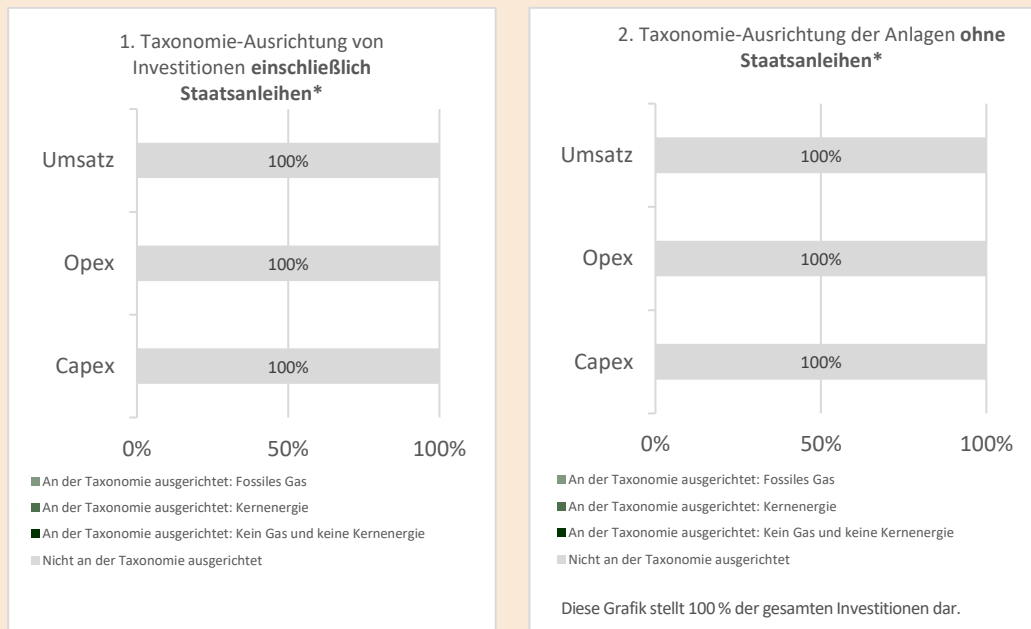 1. Taxonomie-Ausrichtung von
Investitionen einschließlich
Staatsanleihen*
Umsatz
100%
Opex
100%
Capex
100%
0%
50%
100%
An der Taxonomie ausgerichtet: Fossiles Gas
An der Taxonomie ausgerichtet: Kernenergie
An der Taxonomie ausgerichtet: Kein Gas und keine Kernenergie
Nicht an der Taxonomie ausgerichtet
2. Taxonomie-Ausrichtung der Anlagen ohne
Staatsanleihen*
Umsatz
100%
Opex
100%
Capex
100%
0%
50%
100%
An der Taxonomie ausgerichtet: Fossiles Gas
An der Taxonomie ausgerichtet: Kernenergie
An der Taxonomie ausgerichtet: Kein Gas und keine Kernenergie
Nicht an der Taxonomie ausgerichtet
Diese Grafik stellt 100 % der gesamten Investitionen dar.